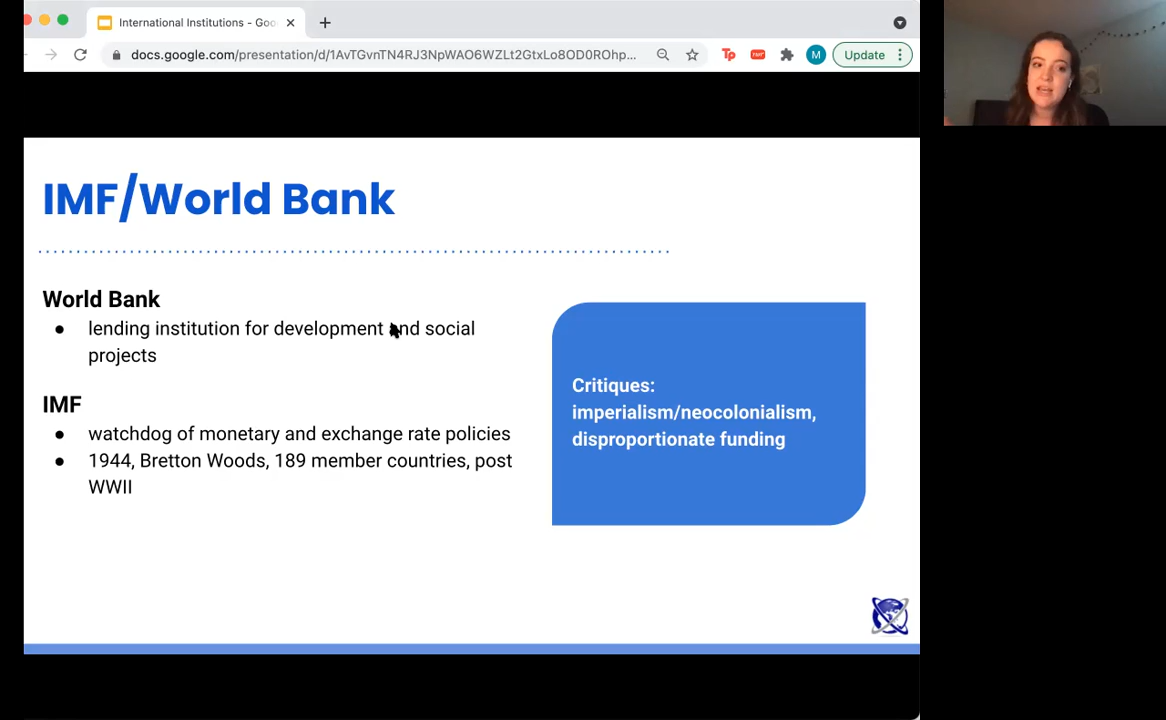 International Institutions - Goo
docs.google.com/presentation/d/1AvTGvnTN4RJ3NpWAO6WZLt2GtxLo8OD0ROhp...
Tp
M
Update
IMF/World Bank
World Bank
● lending institution for development and social
projects
IMF
● watchdog of monetary and exchange rate policies
● 1944, Bretton Woods, 189 member countries, post
WWII
Critiques:
imperialism/neocolonialism,
disproportionate funding